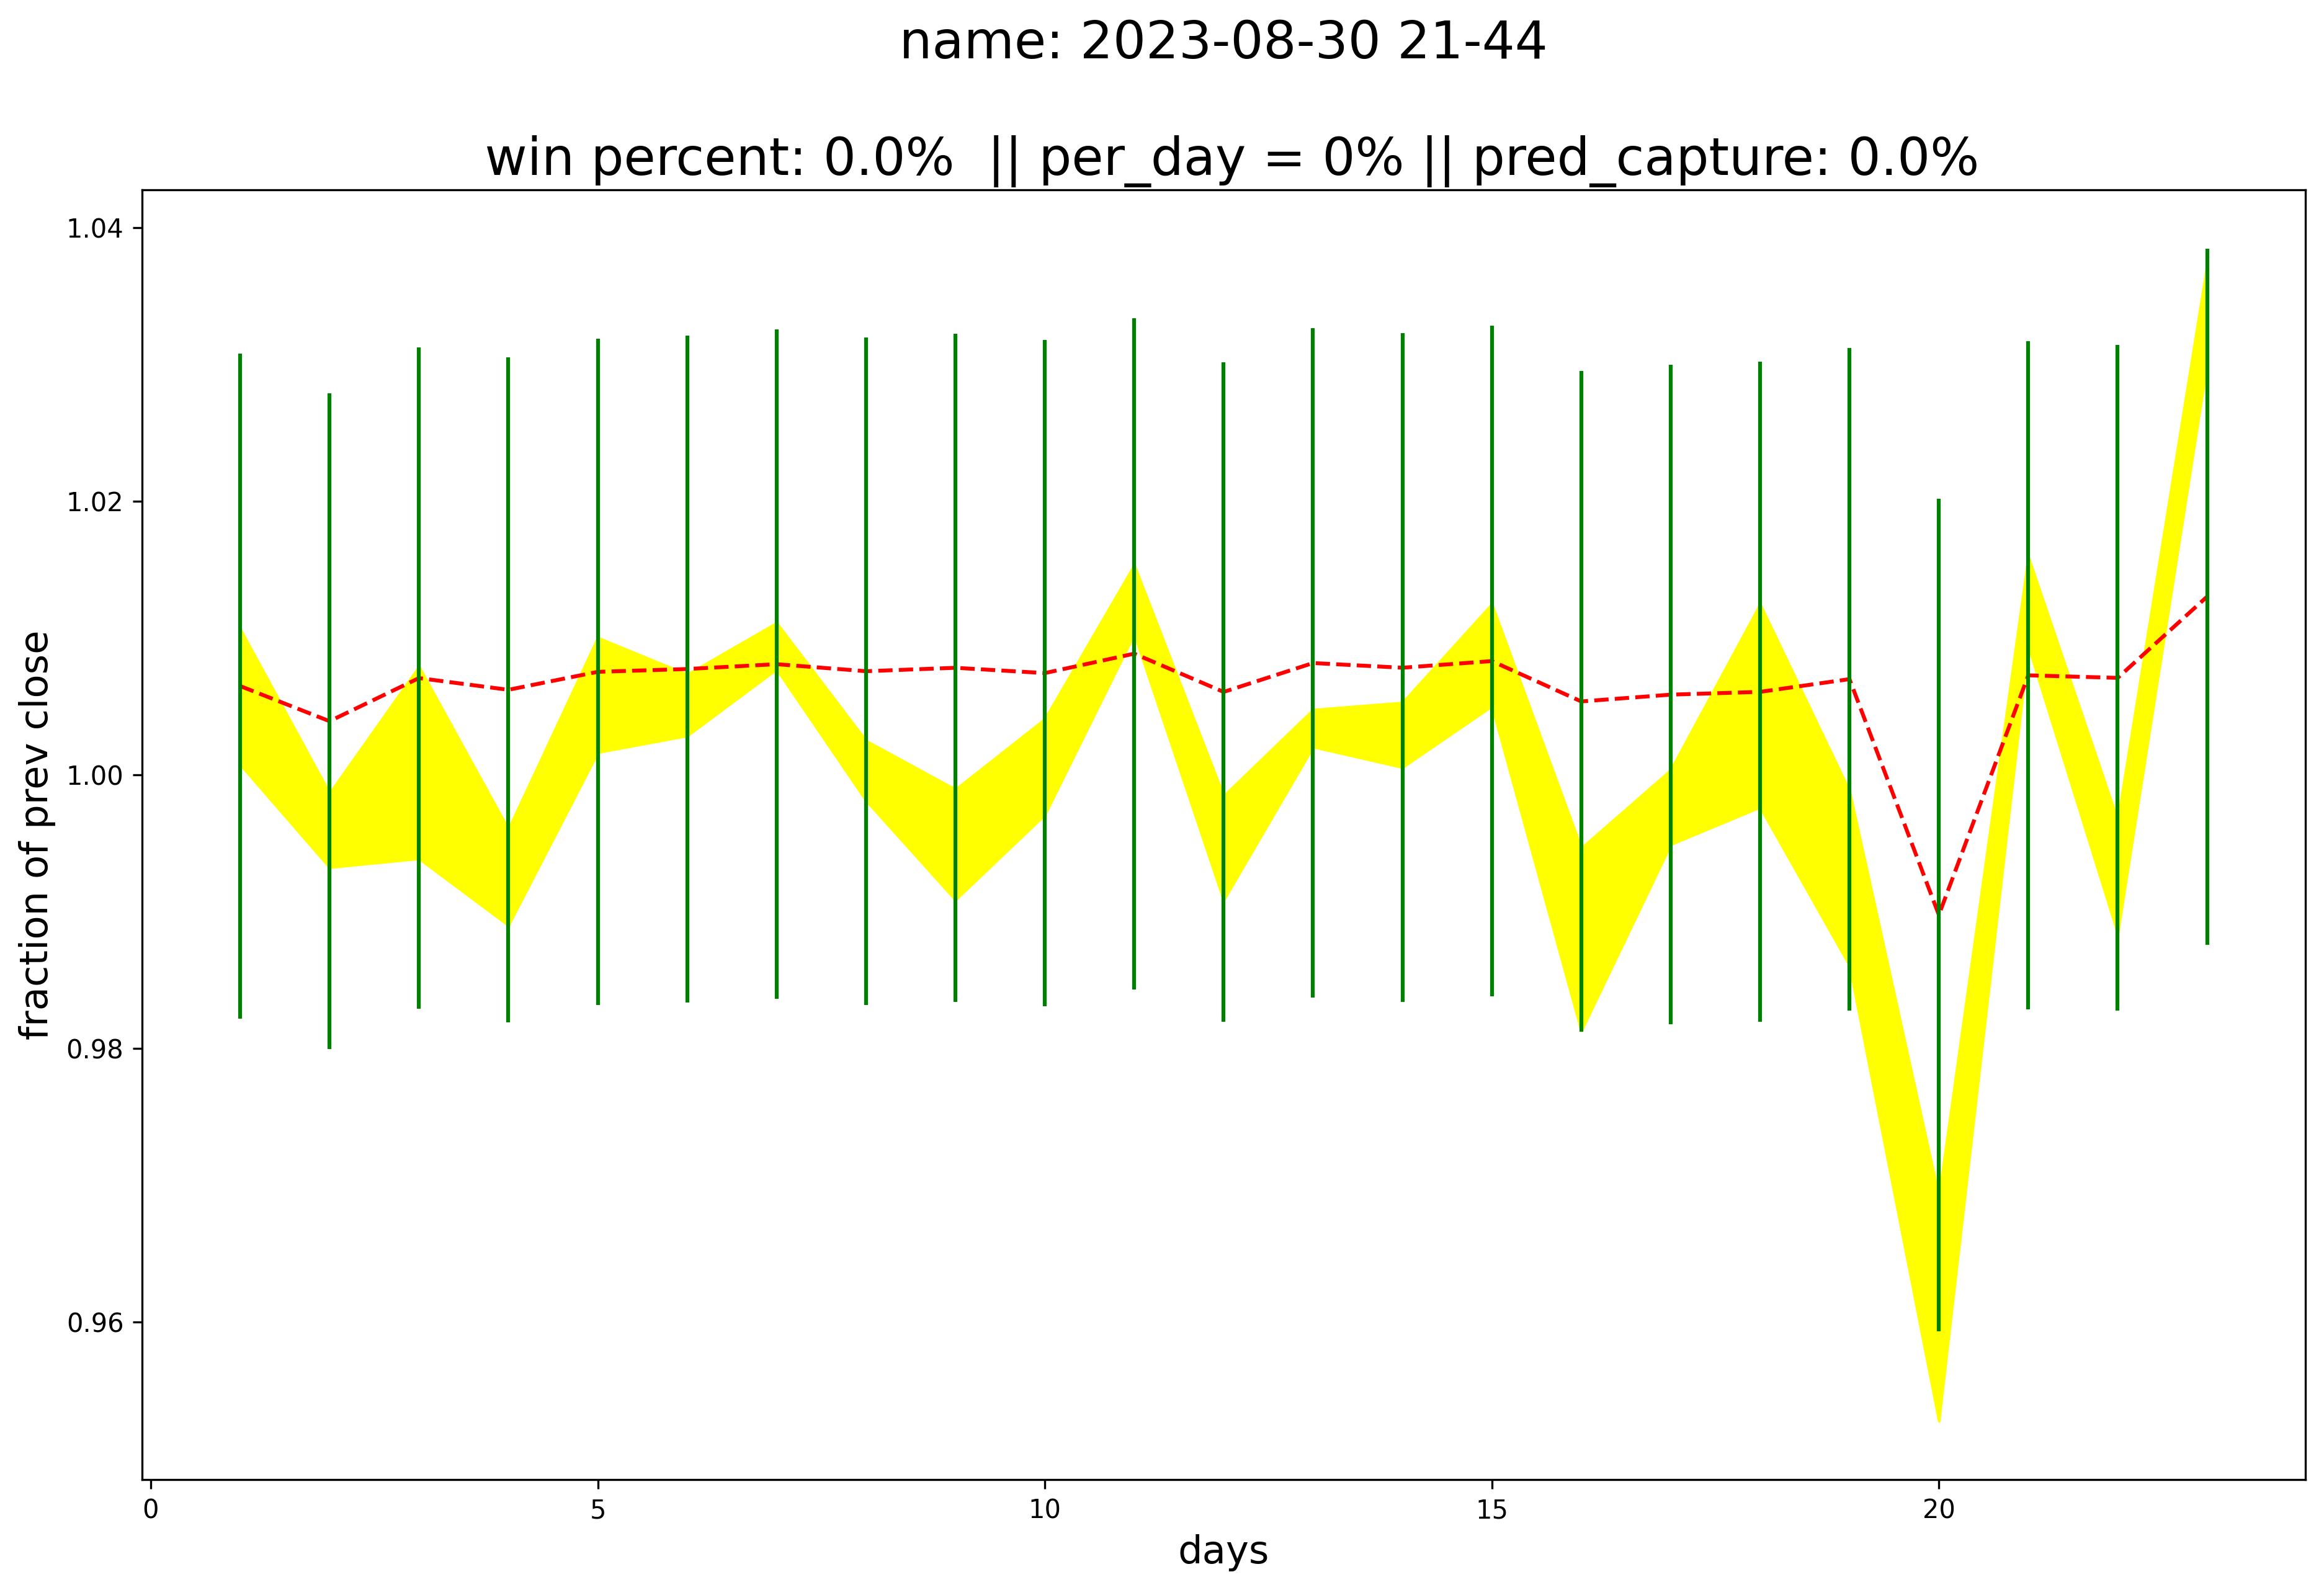 name: 2023-08-30 21-44
win percent: 0.0%  || per_day = 0% || pred_capture: 0.0%
fraction of prev close
1.04
1.02
1.00
0.98
0.96
0
5
10
15
20
days